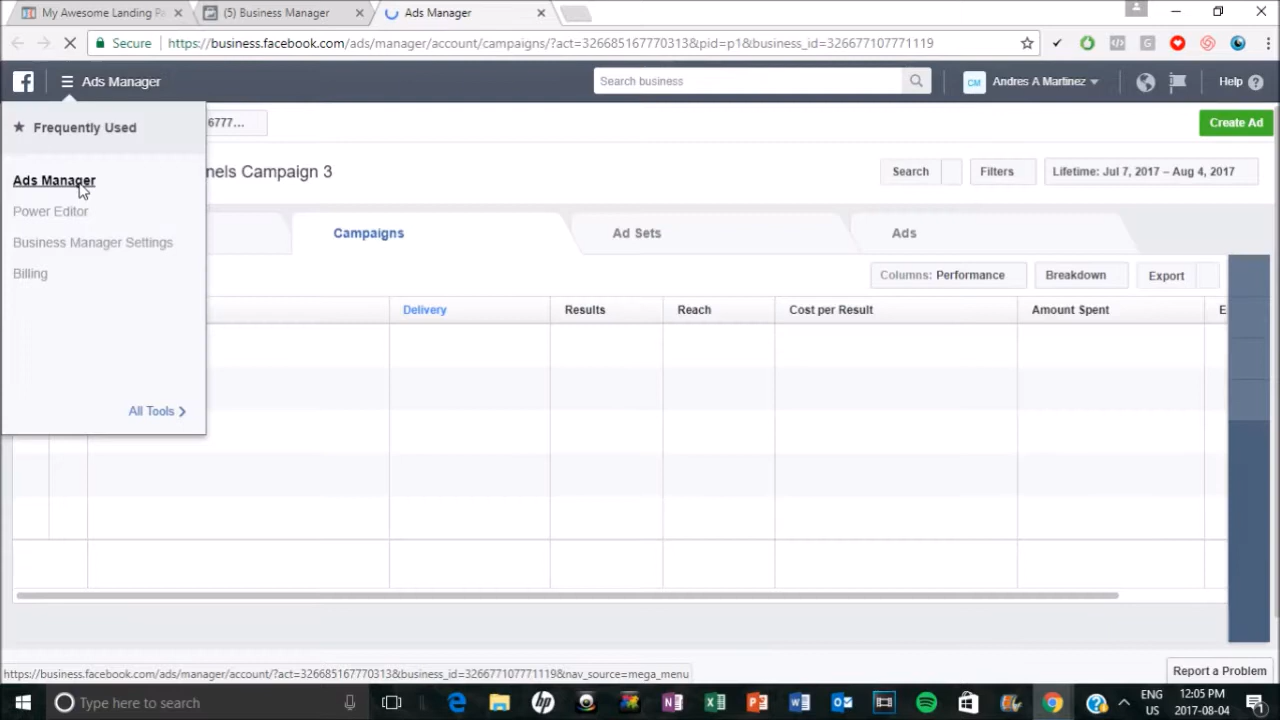 My Awesome Landing Pa
(5) Business Manager
Ads Manager
Secure
https://business.facebook.com/ads/manager/account/campaigns/?act=326685167770313&pid=p1&business_id=326677107771119
Ads Manager
Search business
CM
Andres A Martinez
Help
Frequently Used
6777...
Create Ad
Ads Manager
nels Campaign 3
Search
Filters
Lifetime: Jul 7, 2017 – Aug 4, 2017
Power Editor
Business Manager Settings
Billing
All Tools
Campaigns
Ad Sets
Ads
Columns: Performance
Breakdown
Export
Delivery
Results
Reach
Cost per Result
Amount Spent
E
https://business.facebook.com/ads/manager/account/?act=326685167770313&business_id=326677107771119&nav_source=mega_menu
Report a Problem
Type here to search
ENG
US
12:05 PM
2017-08-04